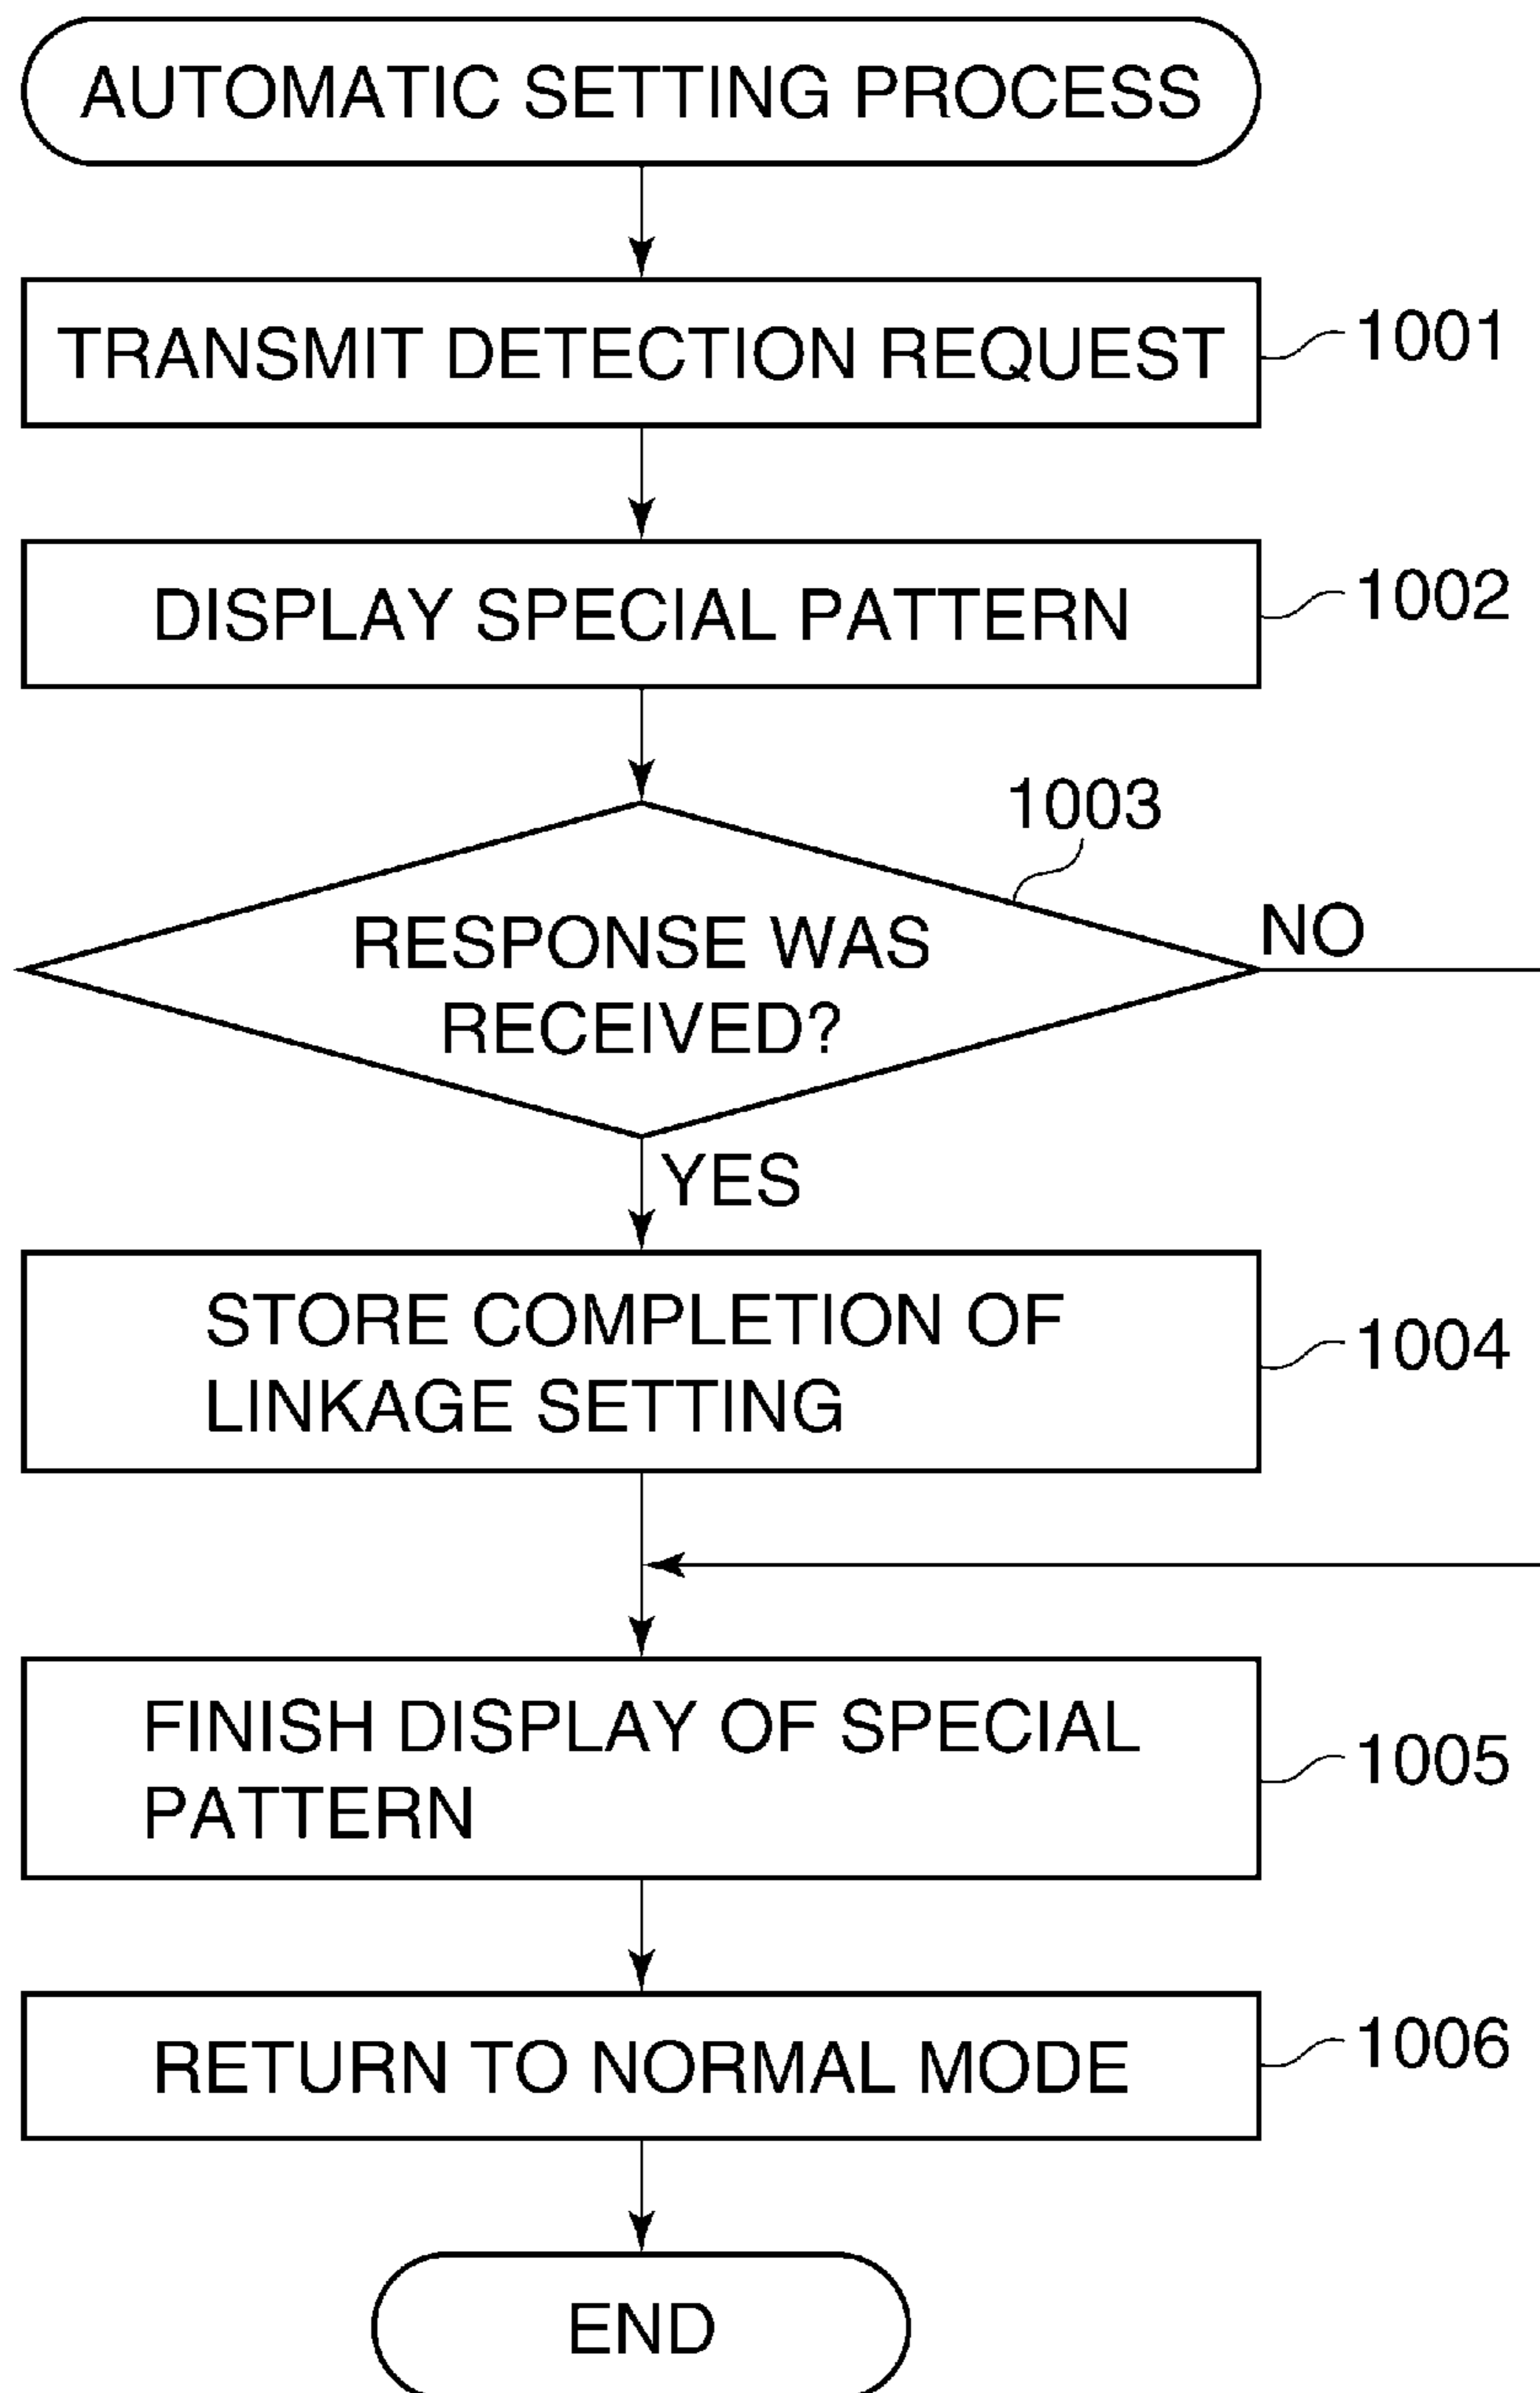 AUTOMATIC SETTING PROCESS
TRANSMIT DETECTION REQUEST
1001
DISPLAY SPECIAL PATTERN
1002
1003
RESPONSE WAS
RECEIVED?
NO
YES
STORE COMPLETION OF
LINKAGE SETTING
1004
FINISH DISPLAY OF SPECIAL
PATTERN
1005
RETURN TO NORMAL MODE
1006
END